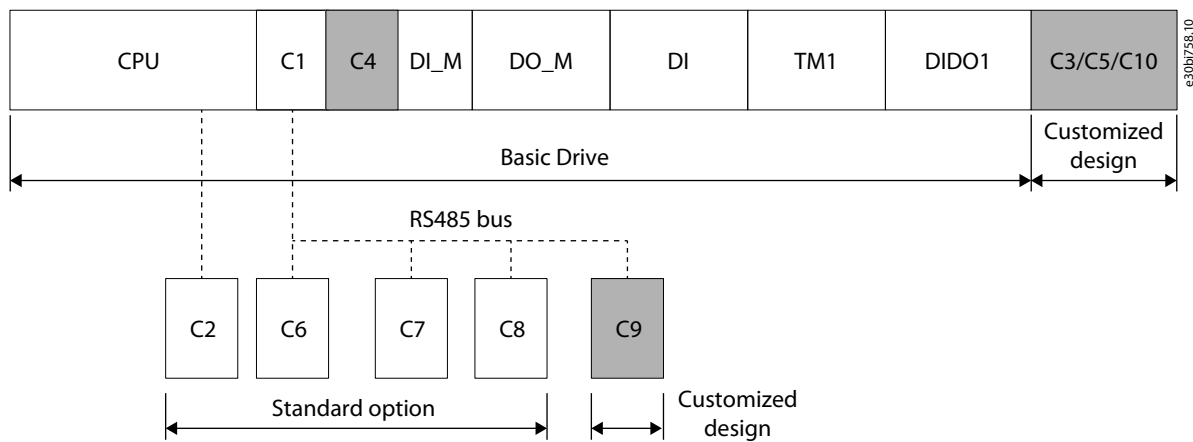 CPU
C1
C4
DI_M
DO_M
DI
TM1
DIDO1
C3/C5/C10
e30bj758.10
Basic Drive
Customized
design
RS485 bus
C2
C6
C7
C8
C9
Standard option
Customized
design